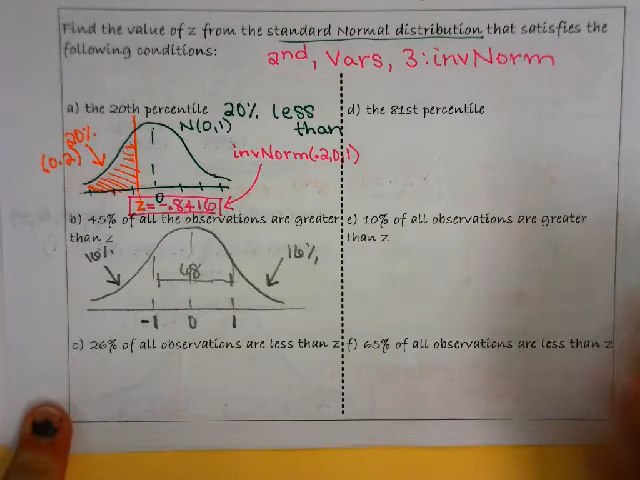 Find the value of z from the standard Normal distribution that satisfies the
following conditions:
2nd, Vars, 3:invNorm
a) the 20th percentile 20% less
than
N(0,1)
20%
(0.2)
invNorm(.2,0,1)
0
z=-.8416
d) the 81st percentile
b) 45% of all the observations are greater
than z
16%
68
16%
-1 0 1
e) 10% of all observations are greater
than z
c) 26% of all observations are less than z
f) 65% of all observations are less than z